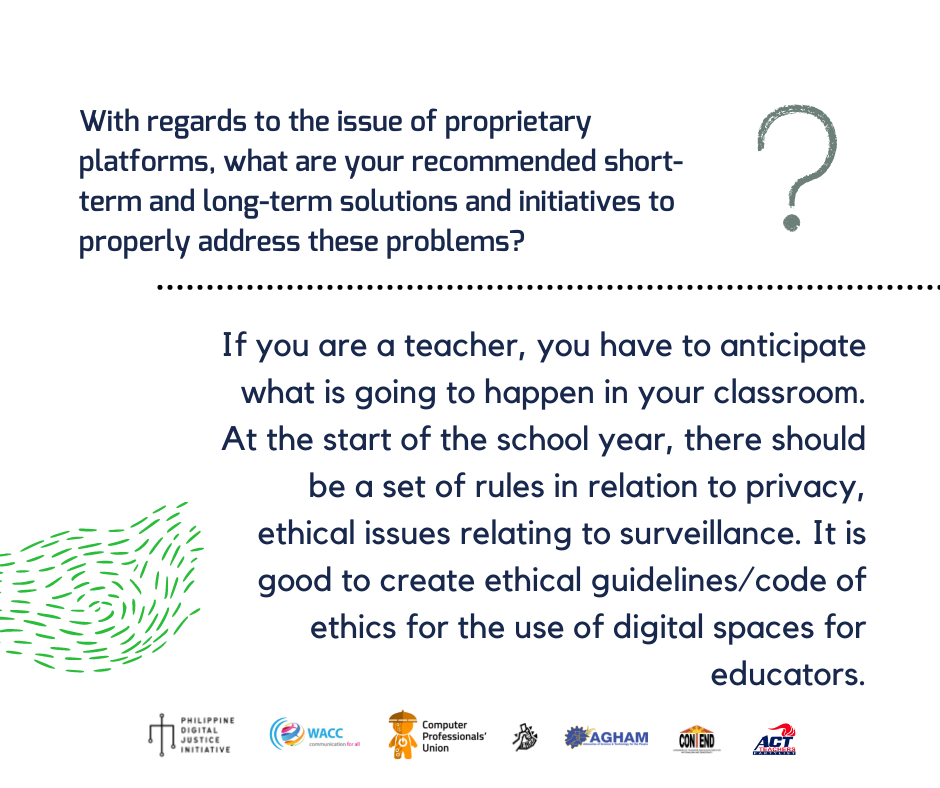 With regards to the issue of proprietary
platforms, what are your recommended short-
term and long-term solutions and initiatives to
properly address these problems?
If you are a teacher, you have to anticipate
what is going to happen in your classroom.
At the start of the school year, there should
be a set of rules in relation to privacy,
ethical issues relating to surveillance. It is
good to create ethical guidelines/code of
ethics for the use of digital spaces for
educators.
PHILIPPINE
DIGITAL
JUSTICE
INITIATIVE
WACC
communication for all
Computer
Professionals'
Union
AGHAM
CONTEND
ACT
TEACHERS
PARTYLIST